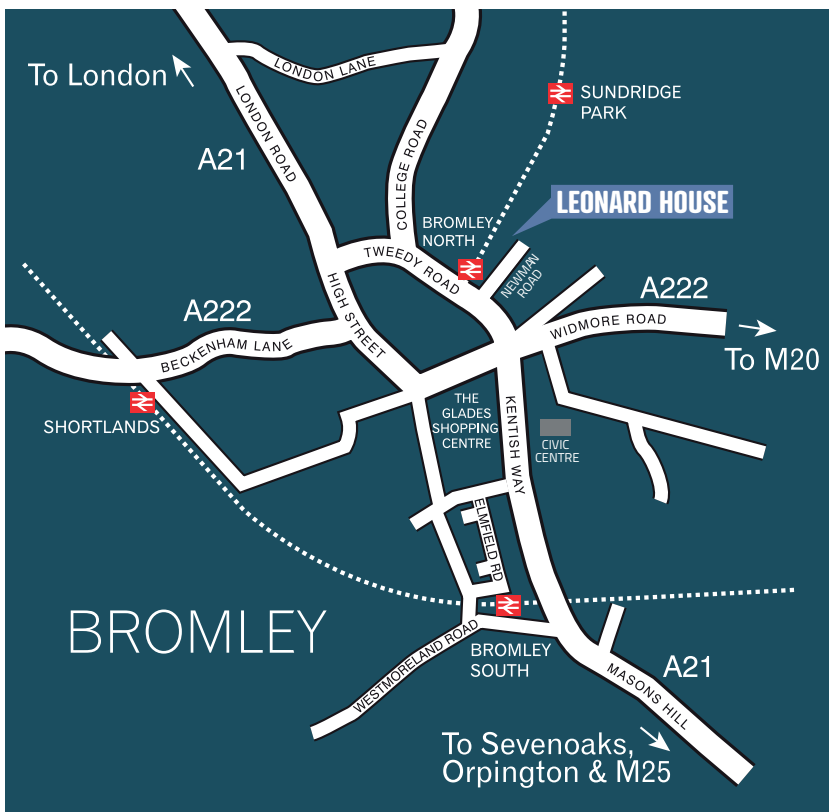 To London
LONDON LANE
SUNDRIDGE
PARK
LONDON ROAD
A21
COLLEGE ROAD
LEONARD HOUSE
BROMLEY
NORTH
TWEEDY ROAD
NEWMAN
ROAD
HIGH STREET
A222
A222
WIDMORE ROAD
BECKENHAM LANE
To M20
SHORTLANDS
THE
GLADES
SHOPPING
CENTRE
KENTISH WAY
CIVIC
CENTRE
ELMFIELD RD
BROMLEY
WESTMORELAND ROAD
BROMLEY
SOUTH
A21
MASONS HILL
To Sevenoaks,
Orpington & M25